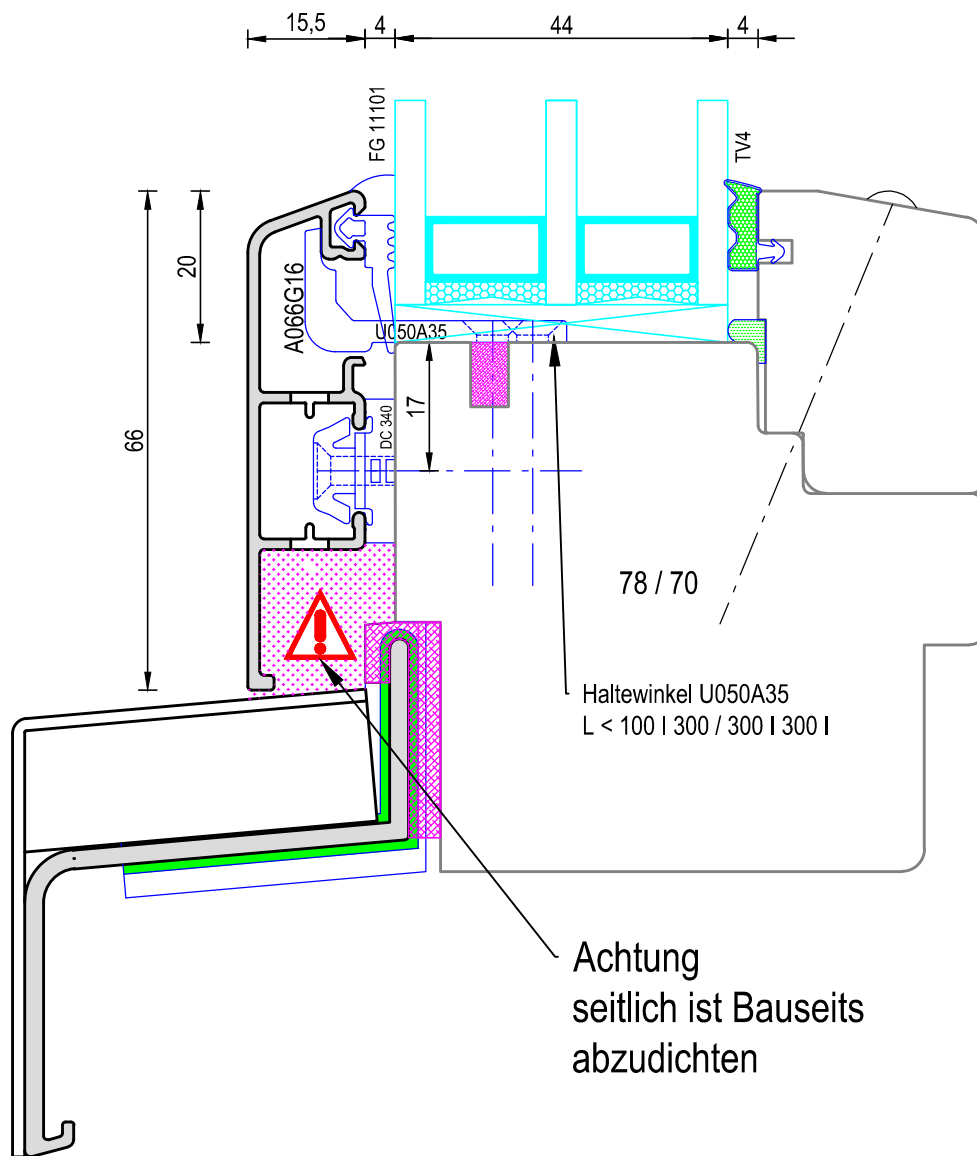 15,5
4
44
4
FG 11101
TV4
20
A066G16
U050A35
66
17
DC 340
78 / 70
Haltewinkel U050A35
L < 100 I 300 / 300 I 300 I
Achtung
seitlich ist Bauseits
abzudichten